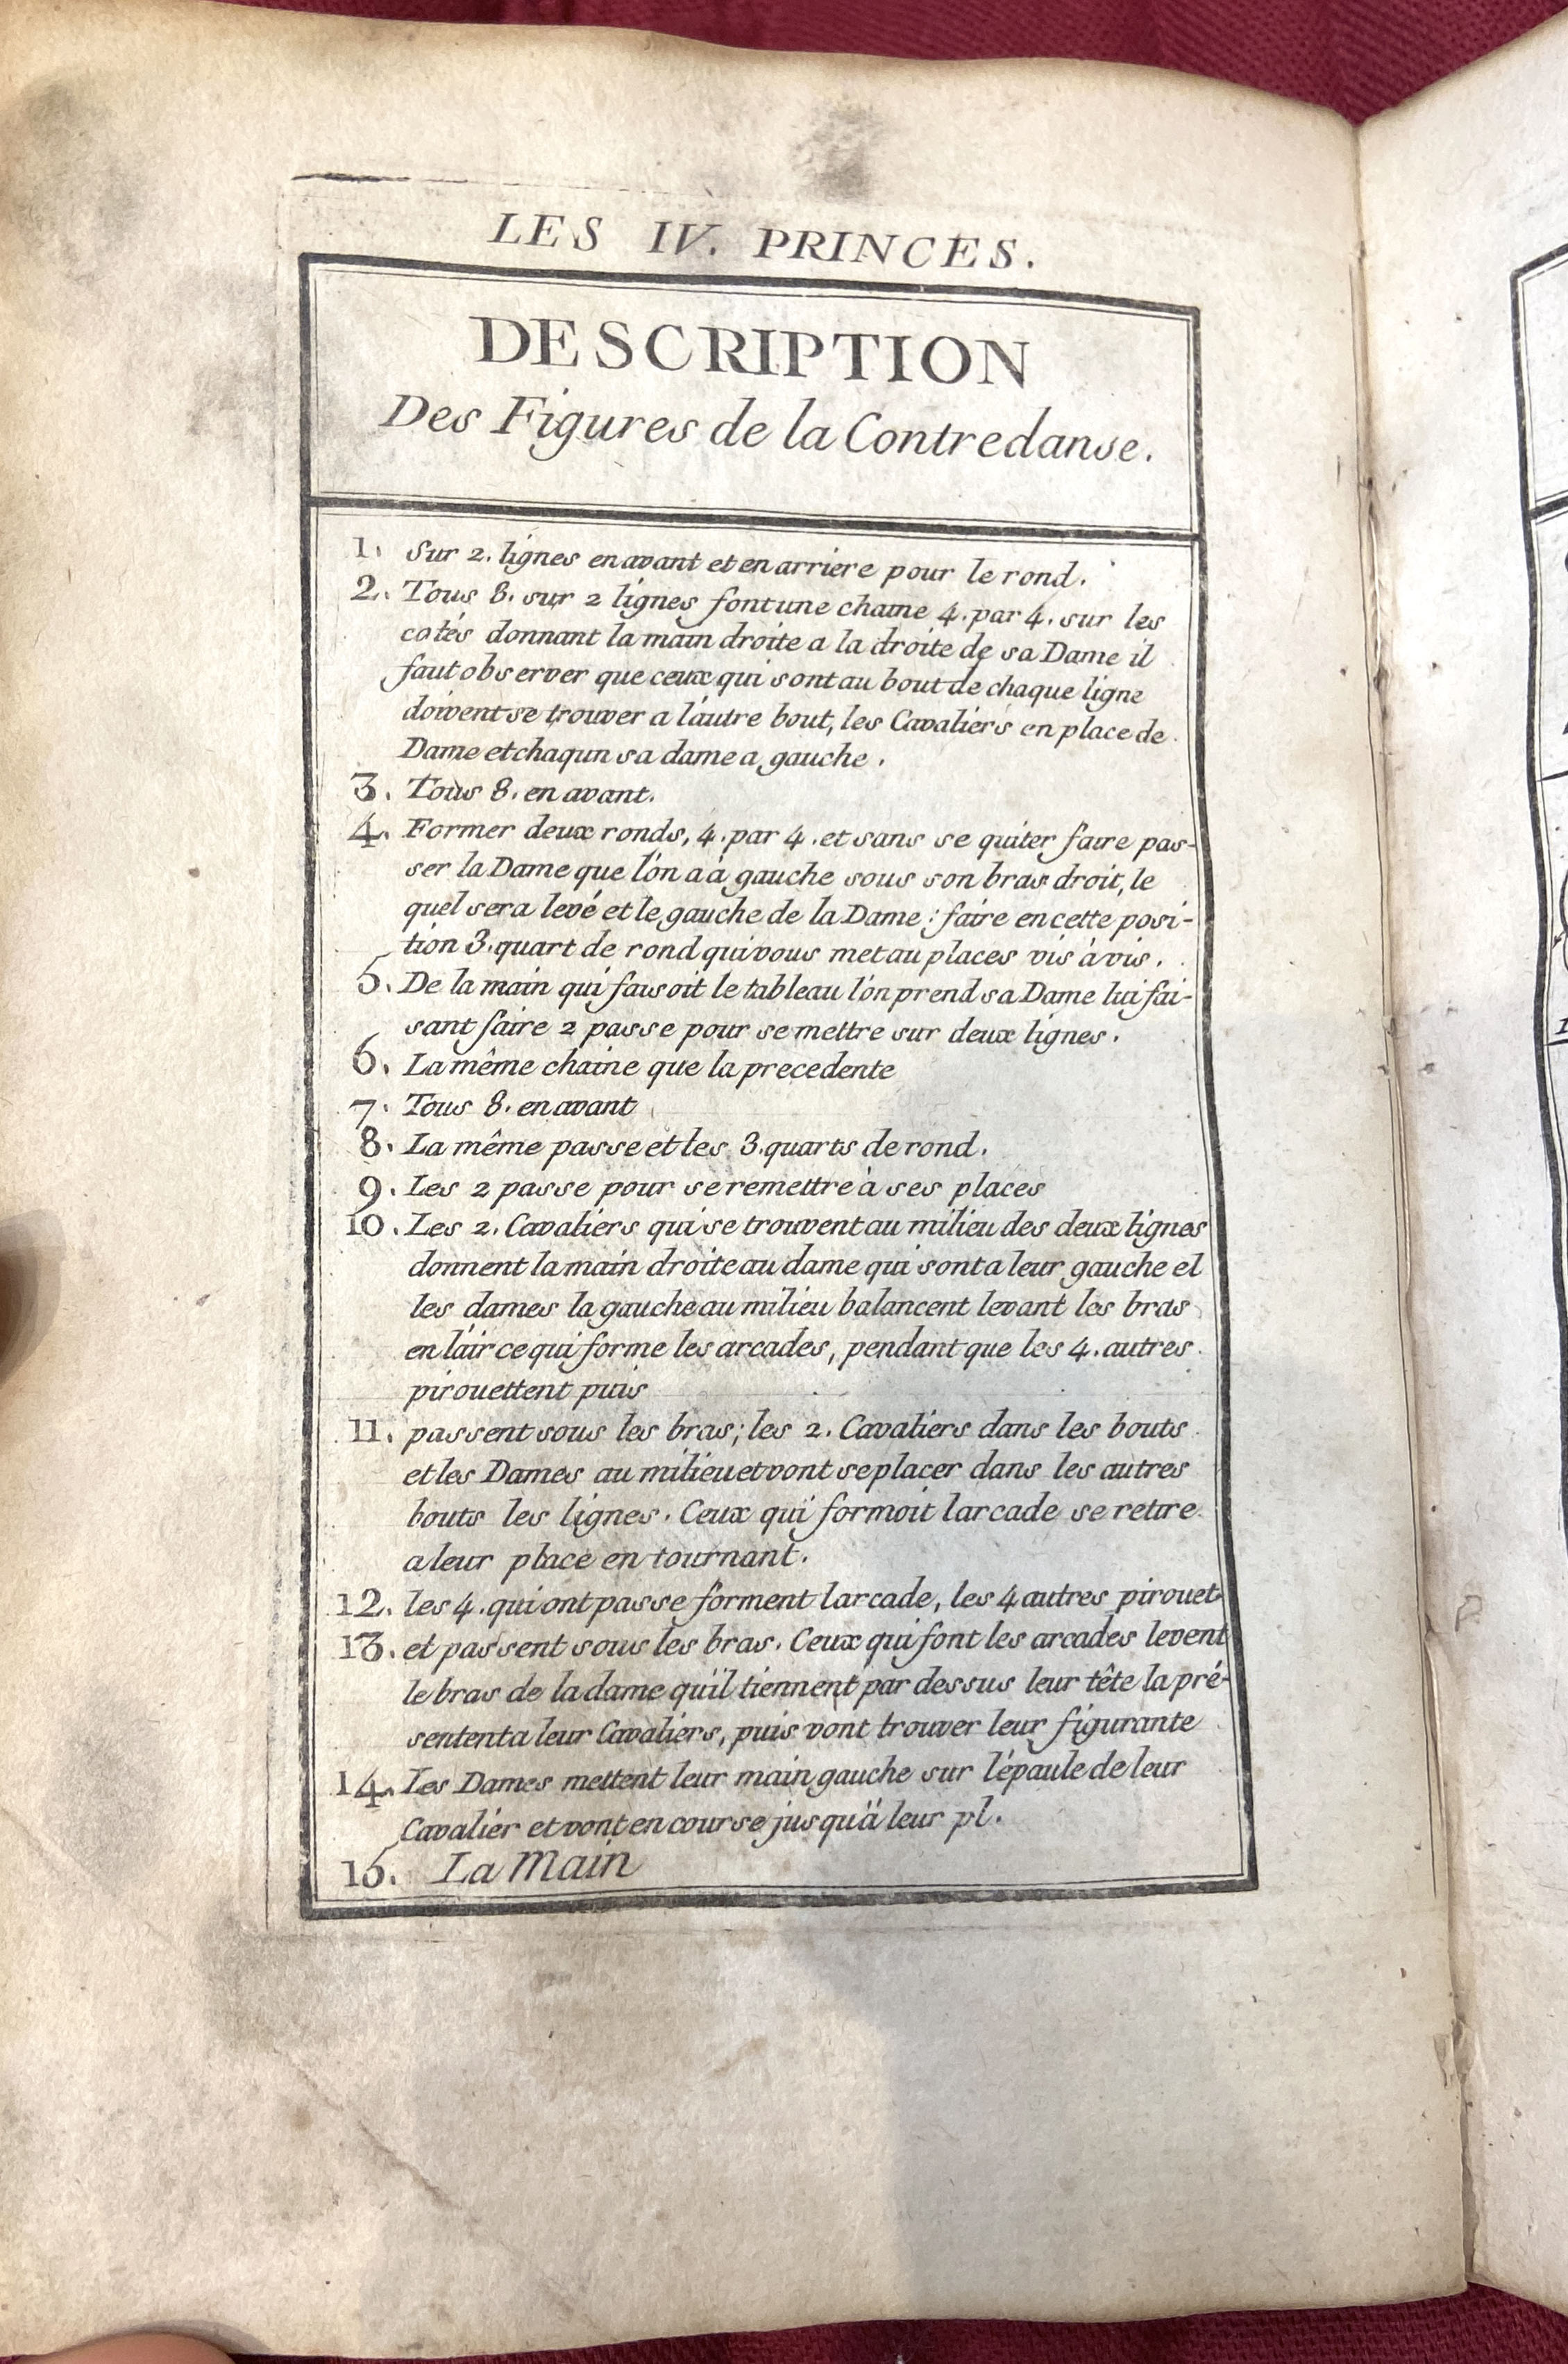 LES IV. PRINCES.
DESCRIPTION
Des Figures de la Contredanse.
1. Sur 2. lignes en avant et en arriere pour le rond.
2. Tous 8. sur 2 lignes font une chaine 4. par 4. sur les
cotés donnant la main droite a la droite de sa Dame il
faut observer que ceux qui sont au bout de chaque ligne
doivent se trouver a l'autre bout, les Cavaliers en place de
Dame et chaqun sa dame a gauche.
3. Tous 8. en avant.
4. Former deux ronds, 4. par 4. et sans se quiter faire pas-
ser la Dame que l'on a à gauche sous son bras droit, le
quel sera levé et le gauche de la Dame : faire en cette posi-
tion 3. quart de rond qui vous met au places vis à vis.
5. De la main qui faisoit le tableau l'on prend sa Dame lui fai-
sant faire 2 passe pour se mettre sur deux lignes.
6. La même chaine que la precedente
7. Tous 8. en avant
8. La même passe et les 3. quarts de rond.
9. Les 2 passe pour se remettre à ses places
10. Les 2. Cavaliers qui se trouvent au milieu des deux lignes
donnent la main droite au dame qui sont a leur gauche et
les dames la gauche au milieu balancent levant les bras
en l'air ce qui forme les arcades, pendant que les 4. autres
pirouettent puis
11. passent sous les bras; les 2. Cavaliers dans les bouts
et les Dames au milieu et vont se placer dans les autres
bouts les lignes. Ceux qui formoit larcade se retire
a leur place en tournant.
12. les 4. qui ont passe forment larcade, les 4 autres pirouet
13. et passent sous les bras. Ceux qui font les arcades levent
le bras de la dame qu'il tiennent par dessus leur tête la pré-
sentent a leur Cavaliers, puis vont trouver leur figurante
14. Les Dames mettent leur main gauche sur l'épaule de leur
Cavalier et vont en course jusqu'à leur pl.
15. La Main